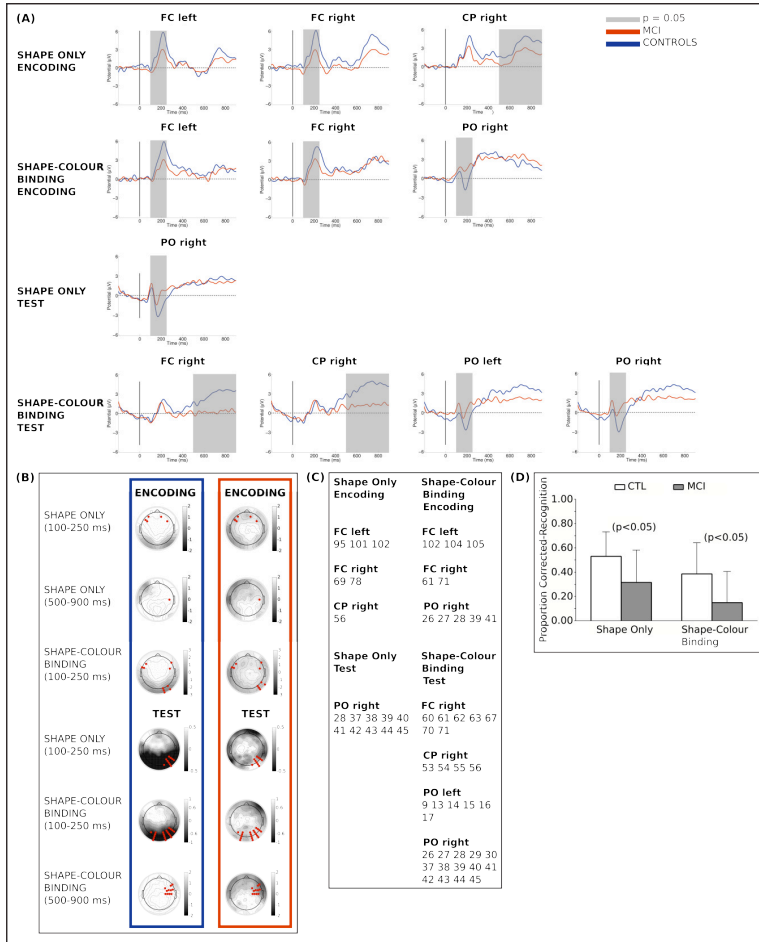 (A)
FC left
FC right
CP right
p = 0.05
MCI
CONTROLS
SHAPE ONLY
ENCODING
FC left
FC right
PO right
SHAPE-COLOUR
BINDING
ENCODING
PO right
SHAPE ONLY
TEST
FC right
CP right
PO left
PO right
SHAPE-COLOUR
BINDING
TEST
Potential (µV)
Time (ms)
6
3
0
0 200 400 600 800
(B)
ENCODING
ENCODING
SHAPE ONLY
(100-250 ms)
SHAPE ONLY
(500-900 ms)
SHAPE-COLOUR
BINDING
(100-250 ms)
TEST
TEST
SHAPE ONLY
(100-250 ms)
SHAPE-COLOUR
BINDING
(100-250 ms)
SHAPE-COLOUR
BINDING
(500-900 ms)
(C)
Shape Only
Encoding
FC left
95 101 102
FC right
69 78
CP right
56
Shape-Colour
Binding
Encoding
FC left
102 104 105
FC right
61 71
PO right
26 27 28 39 41
Shape Only
Test
PO right
28 37 38 39 40
41 42 43 44 45
Shape-Colour
Binding
Test
FC right
60 61 62 63 67
70 71
CP right
53 54 55 56
PO left
9 13 14 15 16
17
PO right
26 27 28 29 30
37 38 39 40 41
42 43 44 45
(D)
CTL
MCI
Proportion Corrected-Recognition
1.00
0.80
0.60
0.40
0.20
0.00
(p<0.05)
(p<0.05)
Shape Only
Shape-Colour
Binding